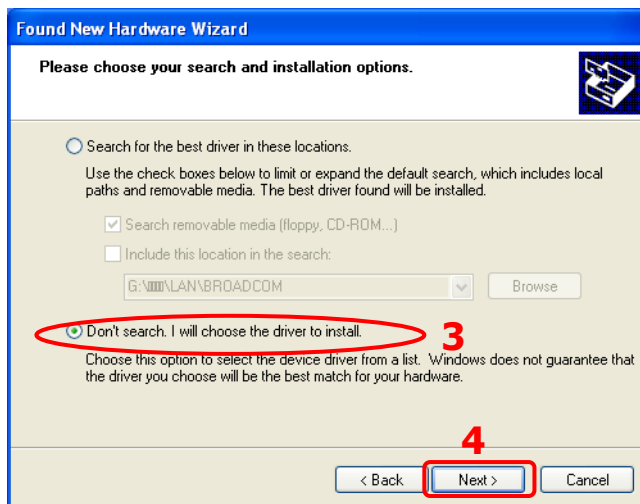 Found New Hardware Wizard
Please choose your search and installation options.
Search for the best driver in these locations.
Use the check boxes below to limit or expand the default search, which includes local
paths and removable media. The best driver found will be installed.
Search removable media (floppy, CD-ROM...)
Include this location in the search:
\LAN\BROADCOM
Browse
Don't search. I will choose the driver to install.
3
Choose this option to select the device driver from a list. Windows does not guarantee that
the driver you choose will be the best match for your hardware.
4
< Back
Next >
Cancel